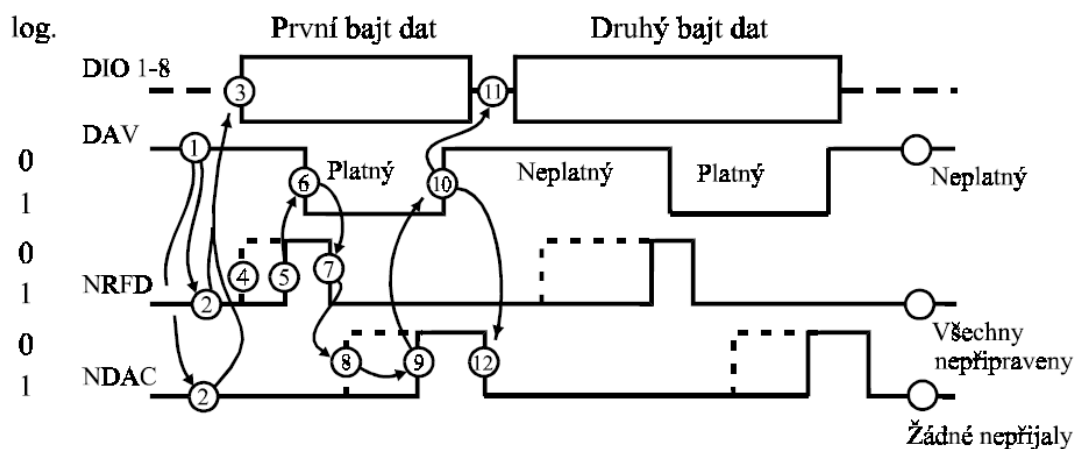 log. První bajt dat Druhý bajt dat
DIO 1-8
3 11
DAV
1
0
Platný Neplatný Platný Neplatný
6 10
1
0
4 5 7
NRFD
1
2
0
Všechny
nepřipraveny
8 9 12
NDAC
1
2
Žádné nepřijaly